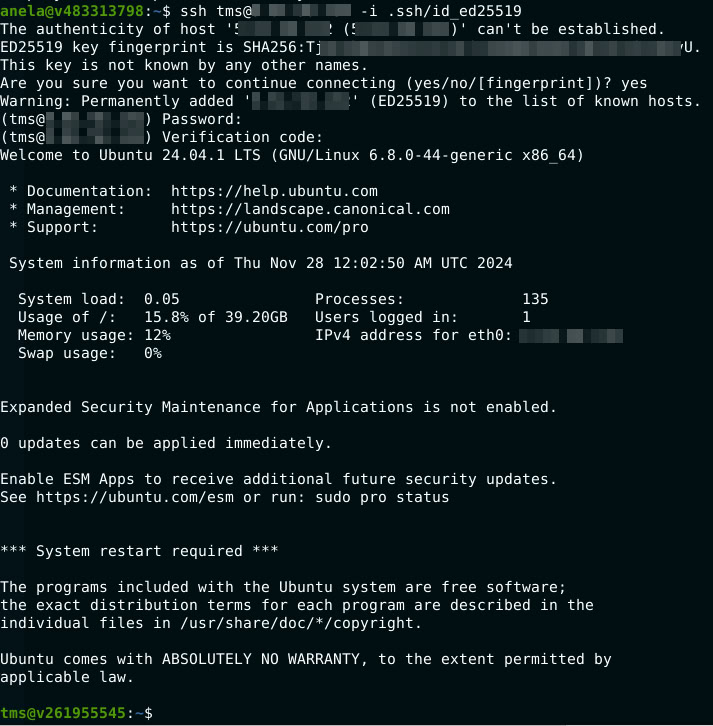 anela@v483313798:~$ ssh tms@ -i .ssh/id_ed25519
The authenticity of host '5 2 (5 )' can't be established.
ED25519 key fingerprint is SHA256:Tj vU.
This key is not known by any other names.
Are you sure you want to continue connecting (yes/no/[fingerprint])? yes
Warning: Permanently added ' ' (ED25519) to the list of known hosts.
(tms@ ) Password:
(tms@ ) Verification code:
Welcome to Ubuntu 24.04.1 LTS (GNU/Linux 6.8.0-44-generic x86_64)
* Documentation: https://help.ubuntu.com
* Management: https://landscape.canonical.com
* Support: https://ubuntu.com/pro
System information as of Thu Nov 28 12:02:50 AM UTC 2024
System load: 0.05 Processes: 135
Usage of /: 15.8% of 39.20GB Users logged in: 1
Memory usage: 12% IPv4 address for eth0:
Swap usage: 0%
Expanded Security Maintenance for Applications is not enabled.
0 updates can be applied immediately.
Enable ESM Apps to receive additional future security updates.
See https://ubuntu.com/esm or run: sudo pro status
*** System restart required ***
The programs included with the Ubuntu system are free software;
the exact distribution terms for each program are described in the
individual files in /usr/share/doc/*/copyright.
Ubuntu comes with ABSOLUTELY NO WARRANTY, to the extent permitted by
applicable law.
tms@v261955545:~$